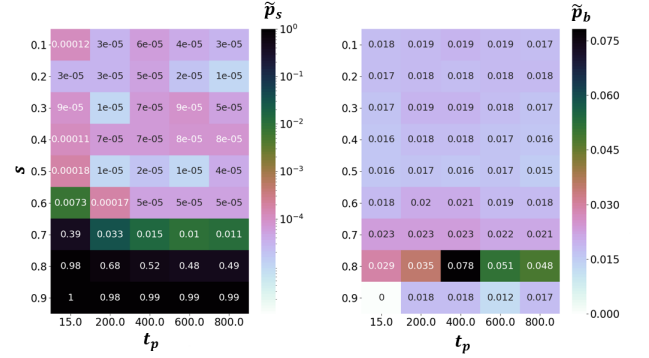 p̃_s
0.1 0.00012 3e-05 6e-05 4e-05 3e-05
0.2 3e-05 3e-05 5e-05 2e-05 1e-05
0.3 9e-05 1e-05 7e-05 9e-05 5e-05
0.4 0.00011 7e-05 7e-05 8e-05 8e-05
0.5 0.00018 1e-05 2e-05 1e-05 4e-05
0.6 0.0073 0.00017 5e-05 5e-05 5e-05
0.7 0.39 0.033 0.015 0.01 0.011
0.8 0.98 0.68 0.52 0.48 0.49
0.9 1 0.98 0.99 0.99 0.99
15.0 200.0 400.0 600.0 800.0
t_p
s
10^0
10^-1
10^-2
10^-3
10^-4
p̃_b
0.1 0.018 0.019 0.019 0.019 0.017
0.2 0.017 0.018 0.018 0.018 0.018
0.3 0.017 0.019 0.019 0.018 0.017
0.4 0.016 0.018 0.018 0.017 0.016
0.5 0.016 0.016 0.017 0.017 0.015
0.6 0.018 0.02 0.021 0.019 0.018
0.7 0.023 0.023 0.023 0.022 0.021
0.8 0.029 0.035 0.078 0.051 0.048
0.9 0 0.018 0.018 0.012 0.017
15.0 200.0 400.0 600.0 800.0
t_p
0.075
0.060
0.045
0.030
0.015
0.000